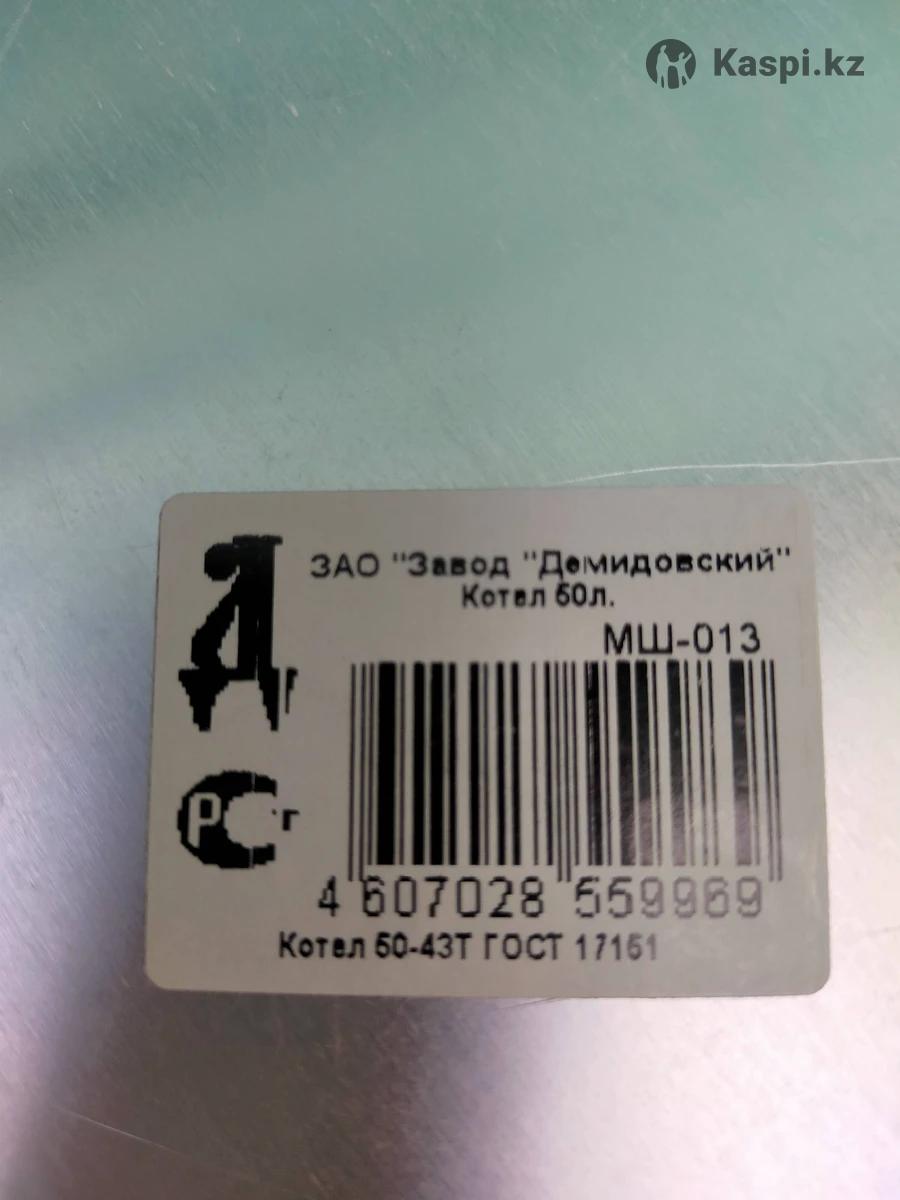 Kaspi.kz
ЗАО "Завод "Демидовский"
Котел 50л.
МШ-013
4 607028 559969
Котел 50-43Т ГОСТ 17151